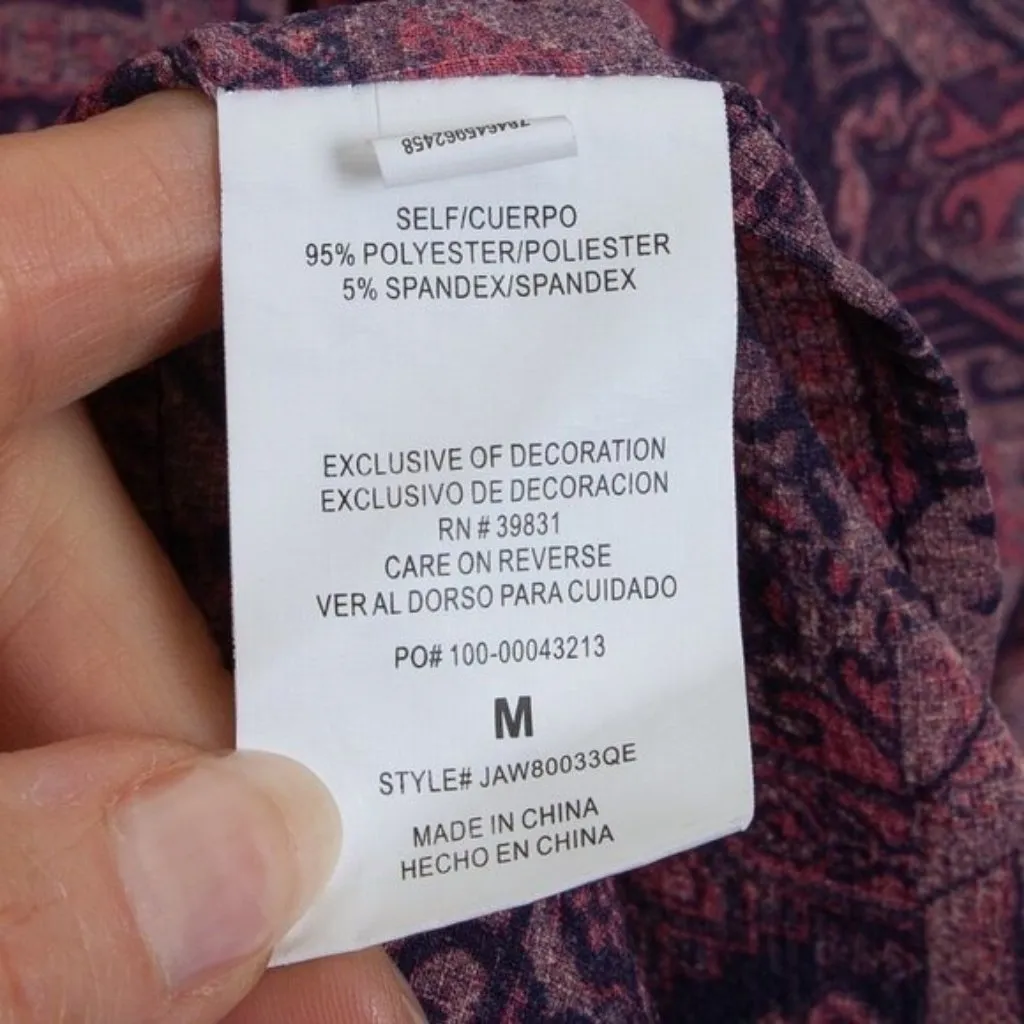 SELF/CUERPO
95% POLYESTER/POLIESTER
5% SPANDEX/SPANDEX
EXCLUSIVE OF DECORATION
EXCLUSIVO DE DECORACION
RN # 39831
CARE ON REVERSE
VER AL DORSO PARA CUIDADO
PO# 100-00043213
M
STYLE# JAW80033QE
MADE IN CHINA
HECHO EN CHINA